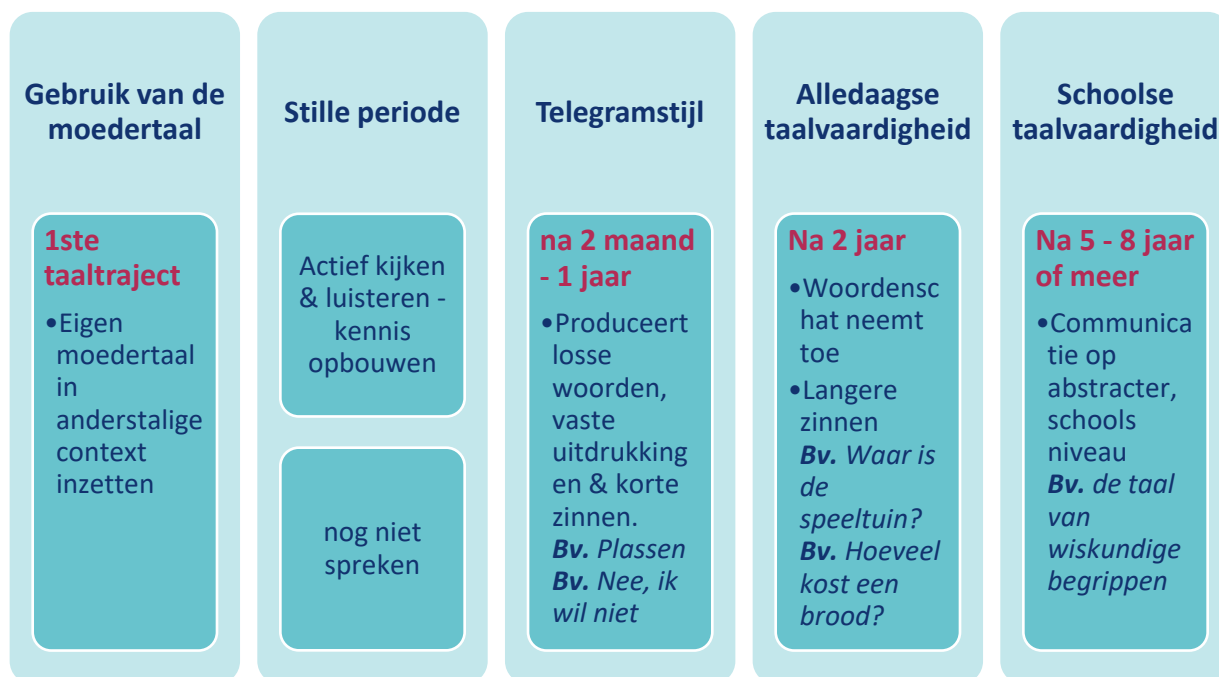 Gebruik van de
moedertaal
1ste
taaltraject
•Eigen
moedertaal
in
anderstalige
context
inzetten
Stille periode
Actief kijken
& luisteren -
kennis
opbouwen
nog niet
spreken
Telegramstijl
na 2 maand
- 1 jaar
•Produceert
losse
woorden,
vaste
uitdrukking
en & korte
zinnen.
Bv. Plassen
Bv. Nee, ik
wil niet
Alledaagse
taalvaardigheid
Na 2 jaar
•Woordensc
hat neemt
toe
•Langere
zinnen
Bv. Waar is
de
speeltuin?
Bv. Hoeveel
kost een
brood?
Schoolse
taalvaardigheid
Na 5 - 8 jaar
of meer
•Communica
tie op
abstracter,
schools
niveau
Bv. de taal
van
wiskundige
begrippen